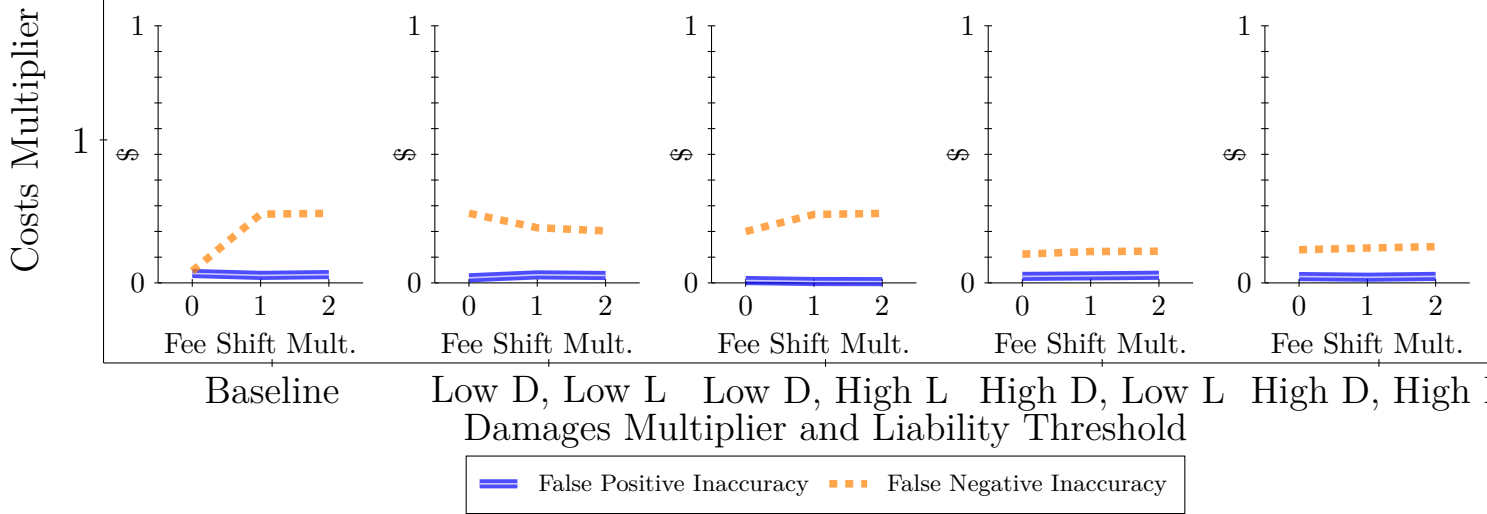 Costs Multiplier
1
1
$
0
0 1 2
Fee Shift Mult.
1
$
0
0 1 2
Fee Shift Mult.
1
$
0
0 1 2
Fee Shift Mult.
1
$
0
0 1 2
Fee Shift Mult.
1
$
0
0 1 2
Fee Shift Mult.
Baseline
Low D, Low L
Low D, High L
High D, Low L
High D, High
Damages Multiplier and Liability Threshold
False Positive Inaccuracy
False Negative Inaccuracy